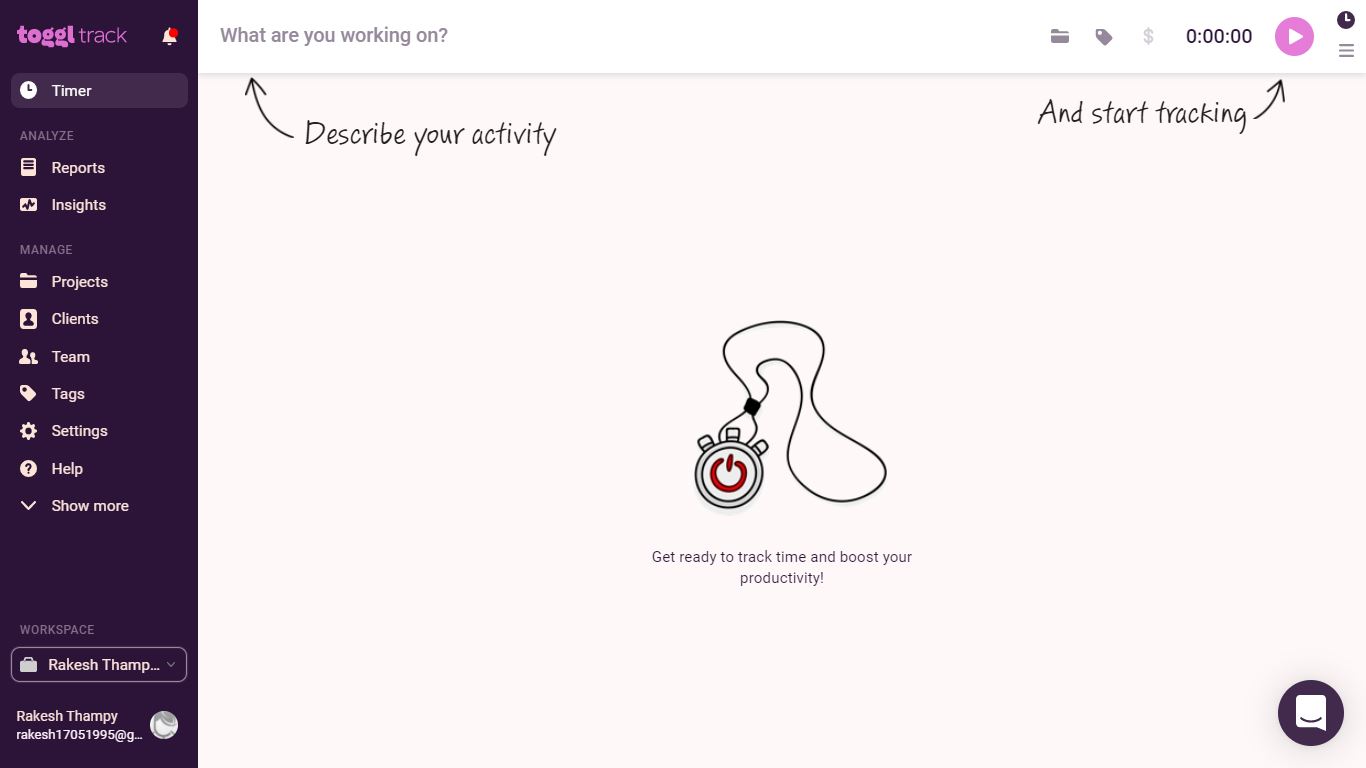 toggl track
What are you working on?
$
0:00:00
Timer
Describe your activity
And start tracking
ANALYZE
Reports
Insights
MANAGE
Projects
Clients
Team
Tags
Settings
Help
Show more
Get ready to track time and boost your
productivity!
WORKSPACE
Rakesh Thamp...
Rakesh Thampy
rakesh17051995@g...